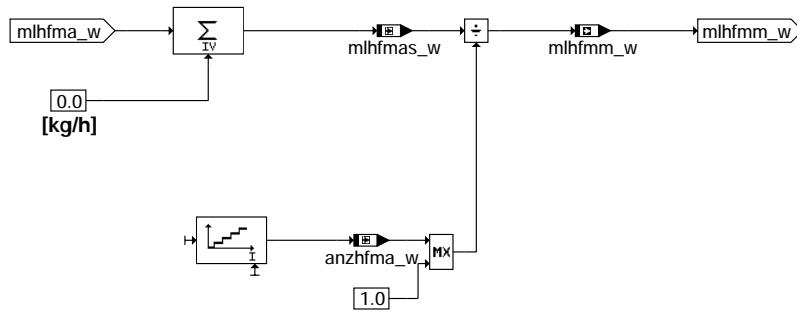 mlhfma_w
Σ
IV
mlhfmas_w
÷
mlhfmm_w
mlhfmm_w
0.0
[kg/h]
I
anzhfma_w
MX
1.0